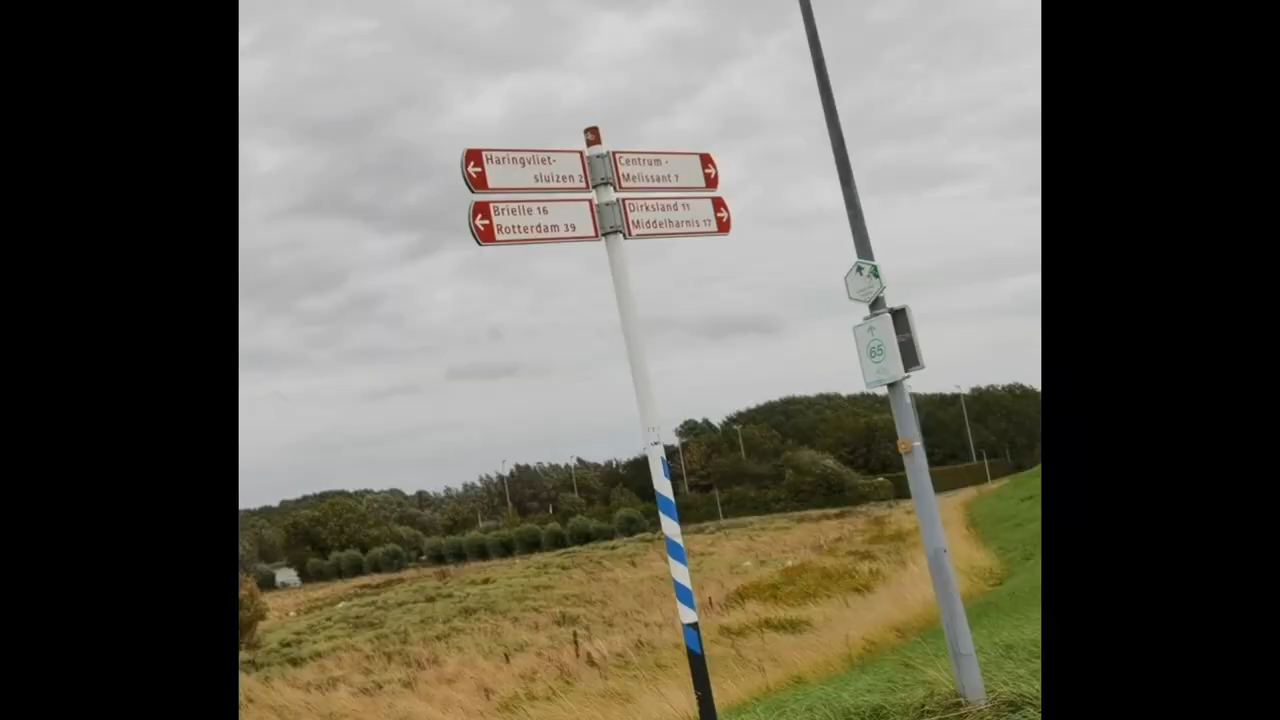 Haringvliet-
sluizen 2
Brielle 16
Rotterdam 39
Centrum -
Melissant 7
Dirksland 11
Middelharnis 17
65